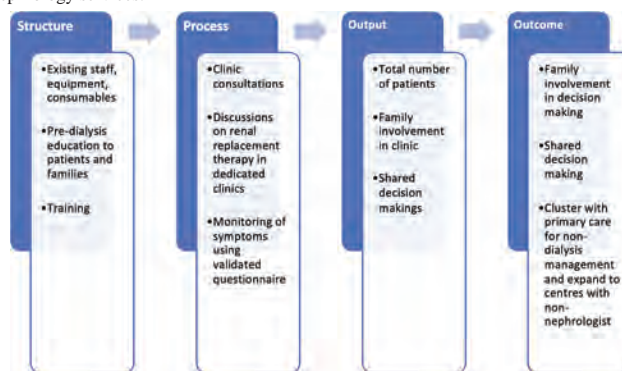 Structure
•Existing staff,
equipment,
consumables
•Pre-dialysis
education to
patients and
families
•Training
Process
•Clinic
consultations
•Discussions on
renal
replacement
therapy in
dedicated
clinics
•Monitoring of
symptoms
using
validated
questionnaire
Output
•Total number
of patients
•Family
involvement
in clinic
•Shared
decision
makings
Outcome
•Family
involvement
in decision
making
•Shared
decision
making
•Cluster with
primary care
for non-
dialysis
management
and expand to
centres with
non-
nephrologist